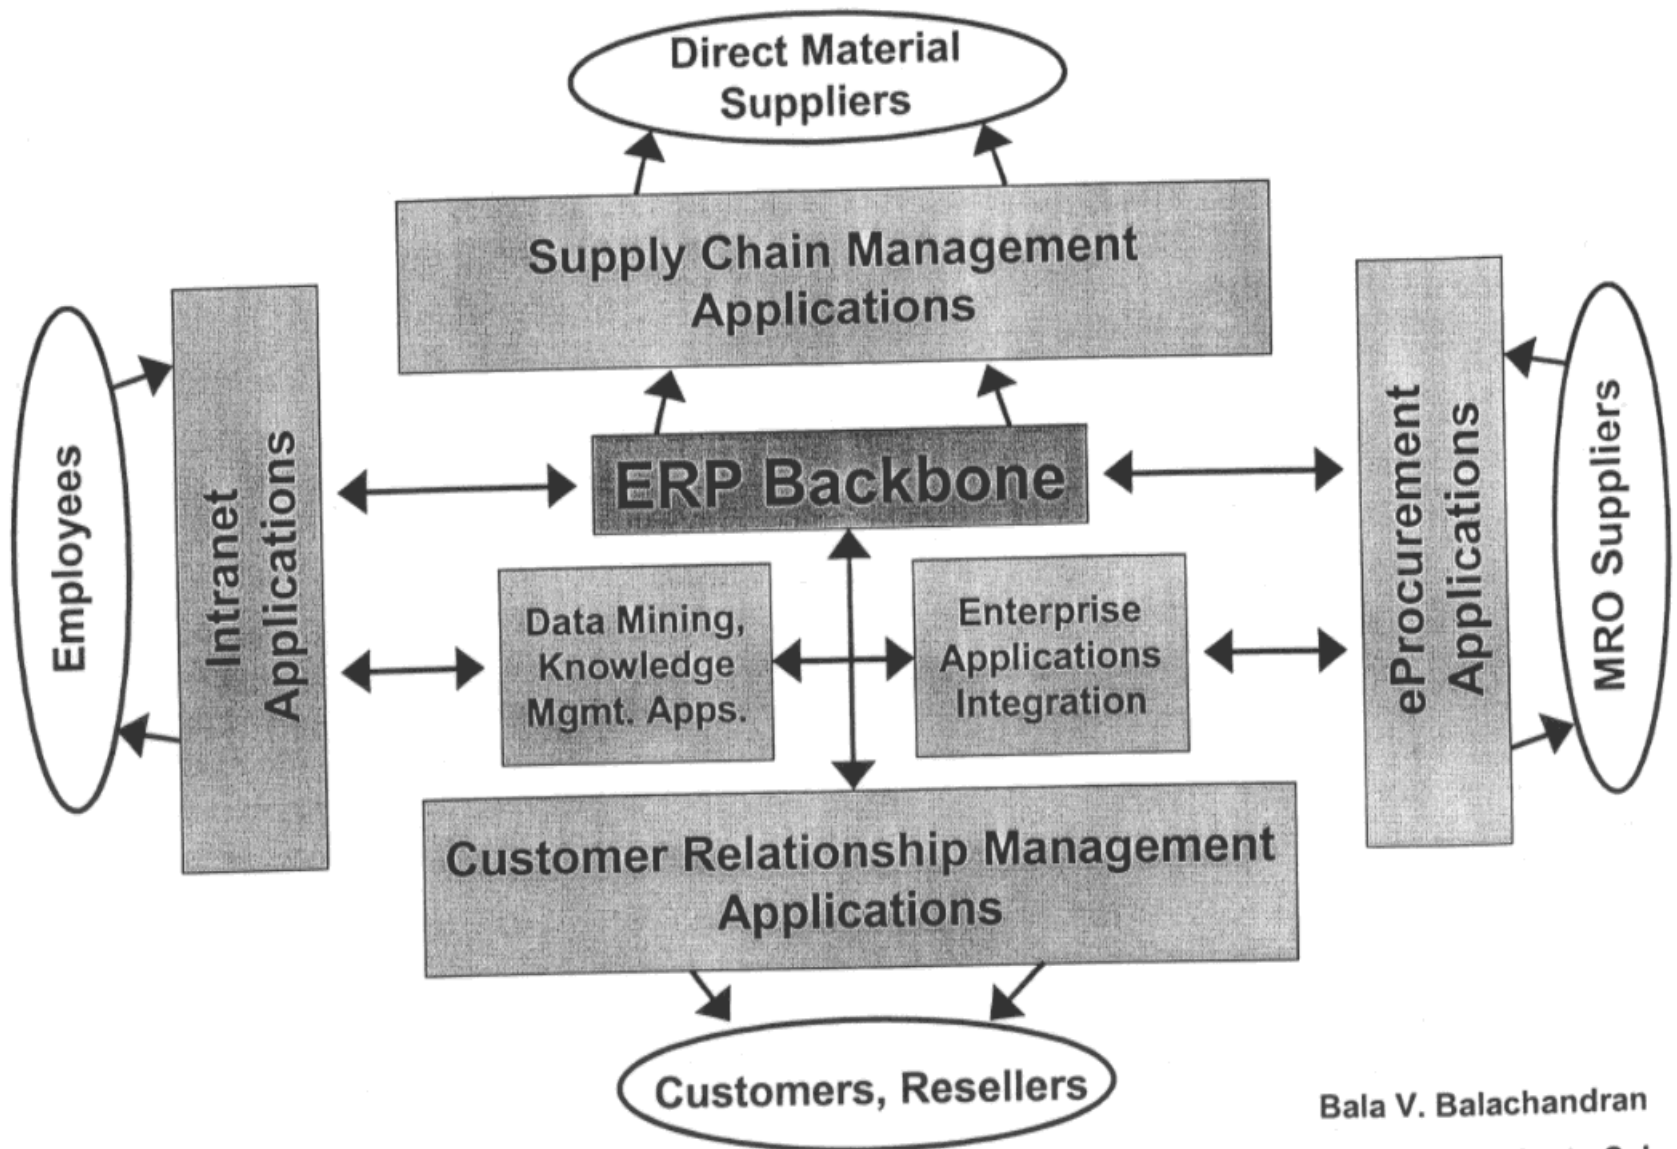 Direct Material
Suppliers
Supply Chain Management
Applications
Employees
Intranet
Applications
ERP Backbone
eProcurement
Applications
MRO Suppliers
Data Mining,
Knowledge
Mgmt. Apps.
Enterprise
Applications
Integration
Customer Relationship Management
Applications
Customers, Resellers
Bala V. Balachandran